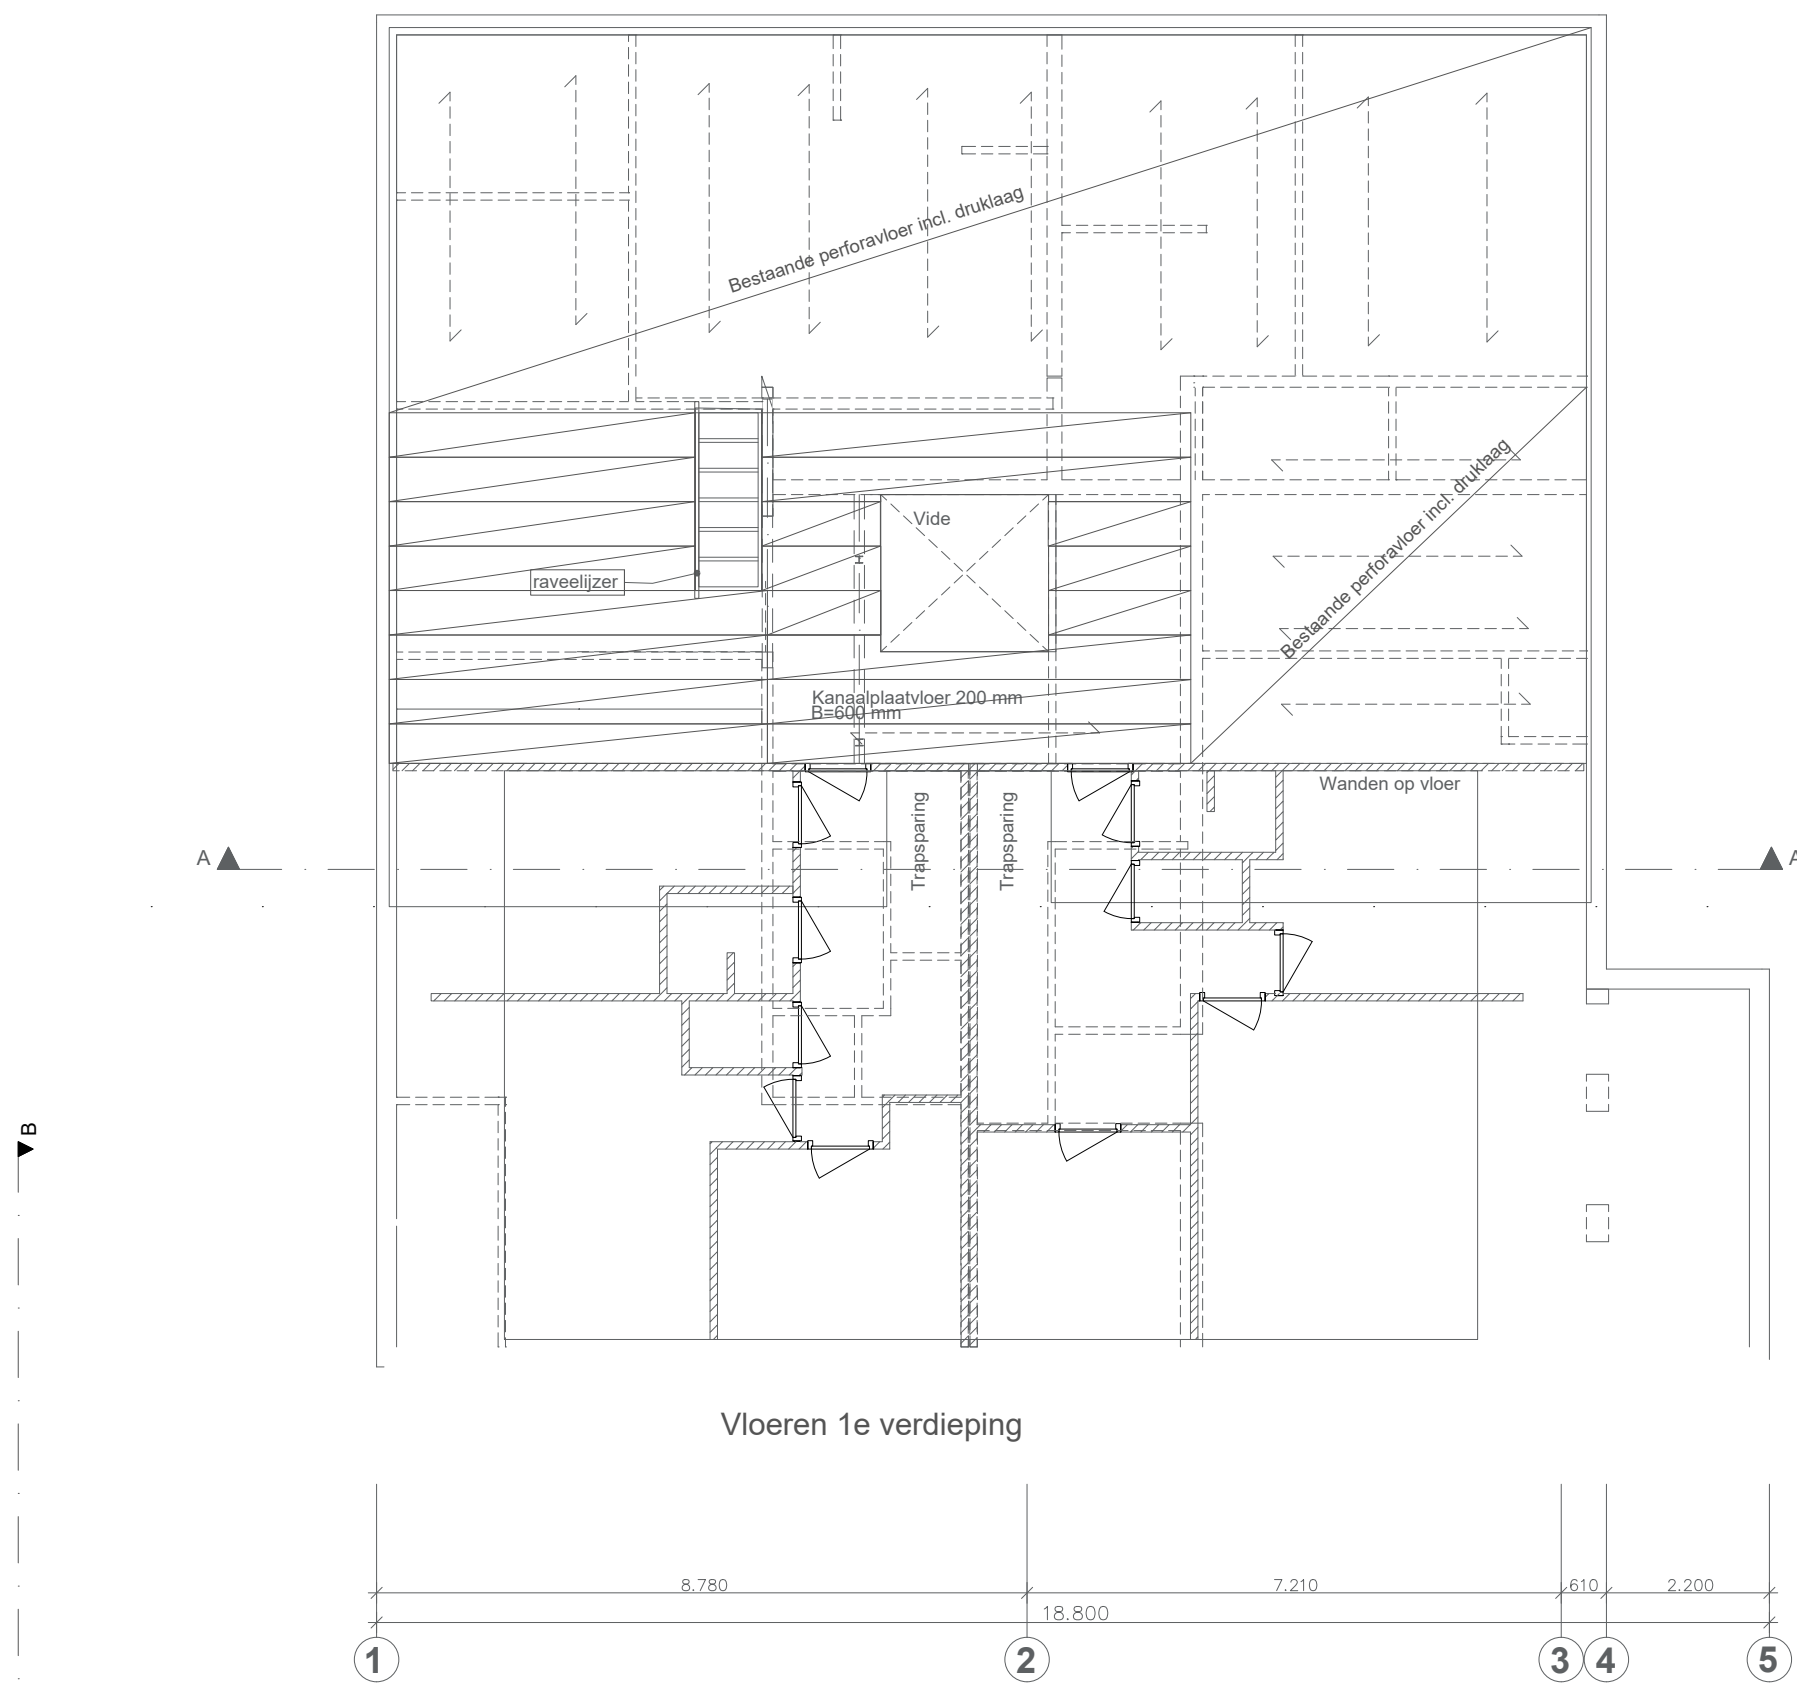 Bestaande perforavloer incl. druklaag
Bestaande perforavloer incl. druklaag
Vide
raveelijzer
Kanaalplaatvloer 200 mm
B=600 mm
Wanden op vloer
Trapsparing
Trapsparing
A
A
B
Vloeren 1e verdieping
8.780
7.210
610
2.200
18.800
1
2
3
4
5